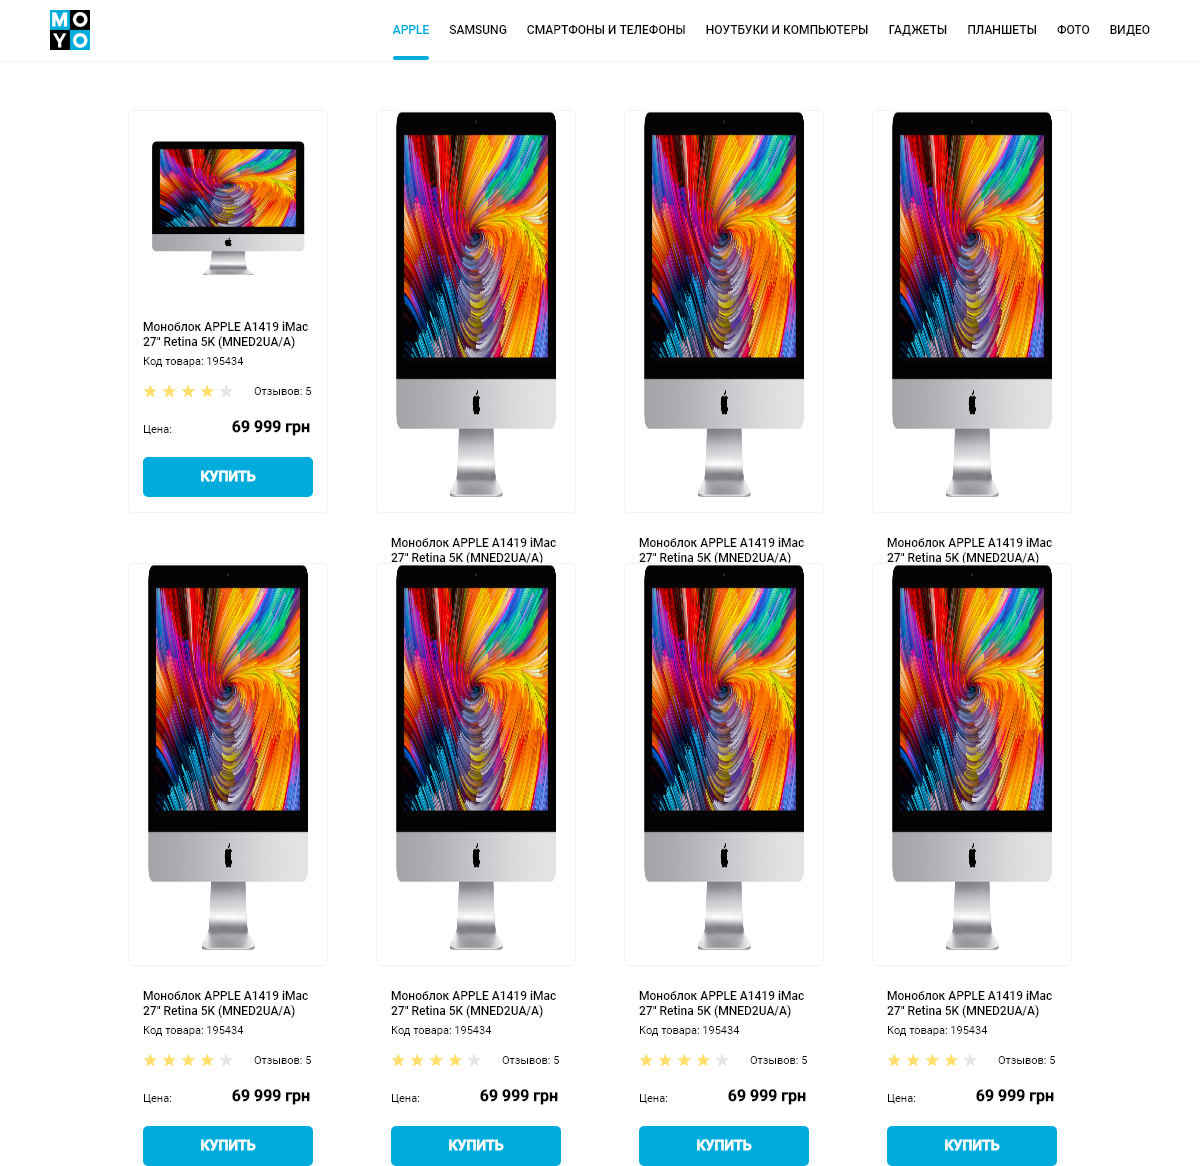 MO
YO
APPLE SAMSUNG СМАРТФОНЫ И ТЕЛЕФОНЫ НОУТБУКИ И КОМПЬЮТЕРЫ ГАДЖЕТЫ ПЛАНШЕТЫ ФОТО ВИДЕО
Моноблок APPLE A1419 iMac
27" Retina 5K (MNED2UA/A)
Код товара: 195434
Отзывов: 5
Цена: 69 999 грн
КУПИТЬ
Моноблок APPLE A1419 iMac
27" Retina 5K (MNED2UA/A)
Моноблок APPLE A1419 iMac
27" Retina 5K (MNED2UA/A)
Моноблок APPLE A1419 iMac
27" Retina 5K (MNED2UA/A)
Моноблок APPLE A1419 iMac
27" Retina 5K (MNED2UA/A)
Код товара: 195434
Отзывов: 5
Цена: 69 999 грн
КУПИТЬ
Моноблок APPLE A1419 iMac
27" Retina 5K (MNED2UA/A)
Код товара: 195434
Отзывов: 5
Цена: 69 999 грн
КУПИТЬ
Моноблок APPLE A1419 iMac
27" Retina 5K (MNED2UA/A)
Код товара: 195434
Отзывов: 5
Цена: 69 999 грн
КУПИТЬ
Моноблок APPLE A1419 iMac
27" Retina 5K (MNED2UA/A)
Код товара: 195434
Отзывов: 5
Цена: 69 999 грн
КУПИТЬ